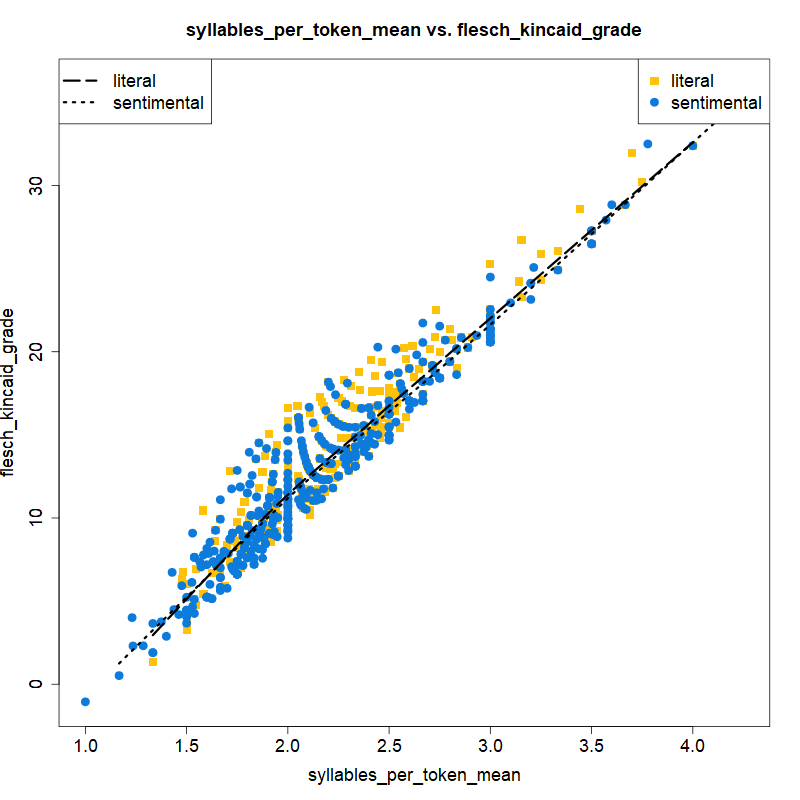 syllables_per_token_mean vs. flesch_kincaid_grade
literal
sentimental
literal
sentimental
flesch_kincaid_grade
30
20
10
0
1.0 1.5 2.0 2.5 3.0 3.5 4.0
syllables_per_token_mean